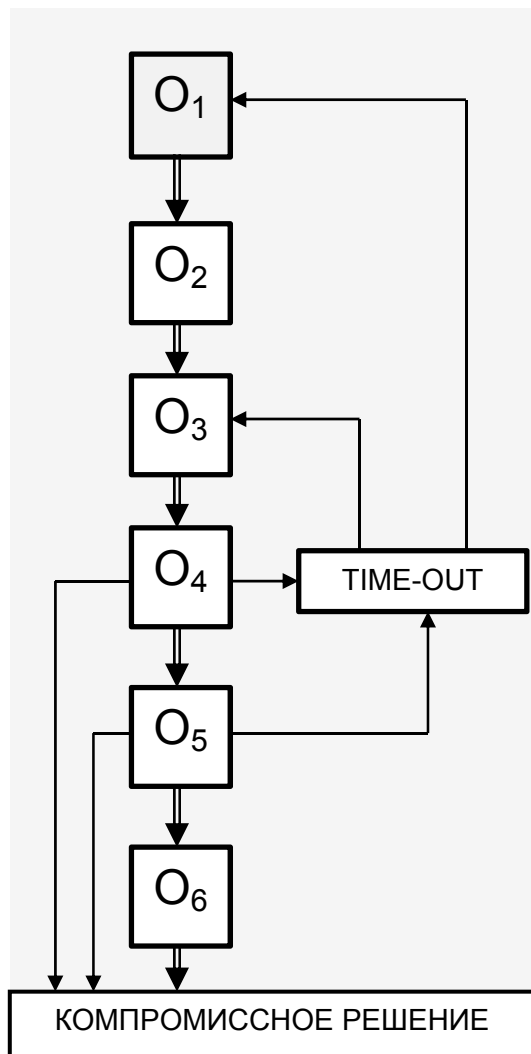 O₁
O₂
O₃
O₄
TIME-OUT
O₅
O₆
КОМПРОМИССНОЕ РЕШЕНИЕ